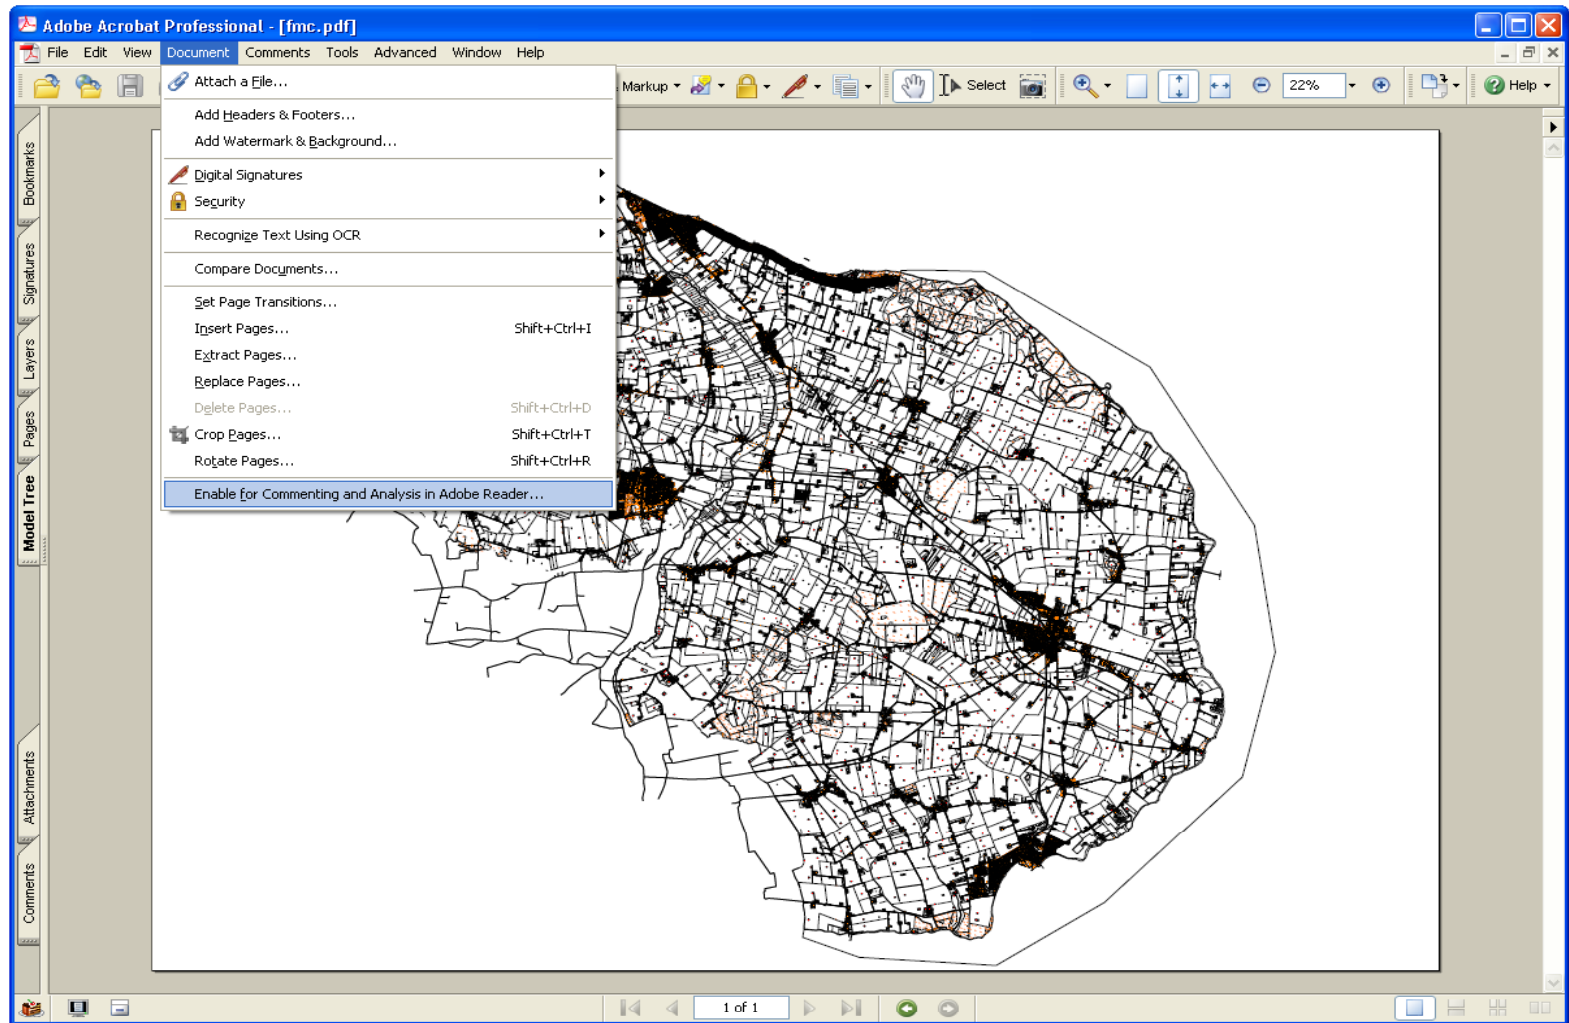 Adobe Acrobat Professional - [fmc.pdf]
File Edit View Document Comments Tools Advanced Window Help
Markup Select 22% Help
Attach a File...
Add Headers & Footers...
Add Watermark & Background...
Digital Signatures
Security
Recognize Text Using OCR
Compare Documents...
Set Page Transitions...
Insert Pages... Shift+Ctrl+I
Extract Pages...
Replace Pages...
Delete Pages... Shift+Ctrl+D
Crop Pages... Shift+Ctrl+T
Rotate Pages... Shift+Ctrl+R
Enable for Commenting and Analysis in Adobe Reader...
Bookmarks
Signatures
Layers
Pages
Model Tree
Attachments
Comments
1 of 1